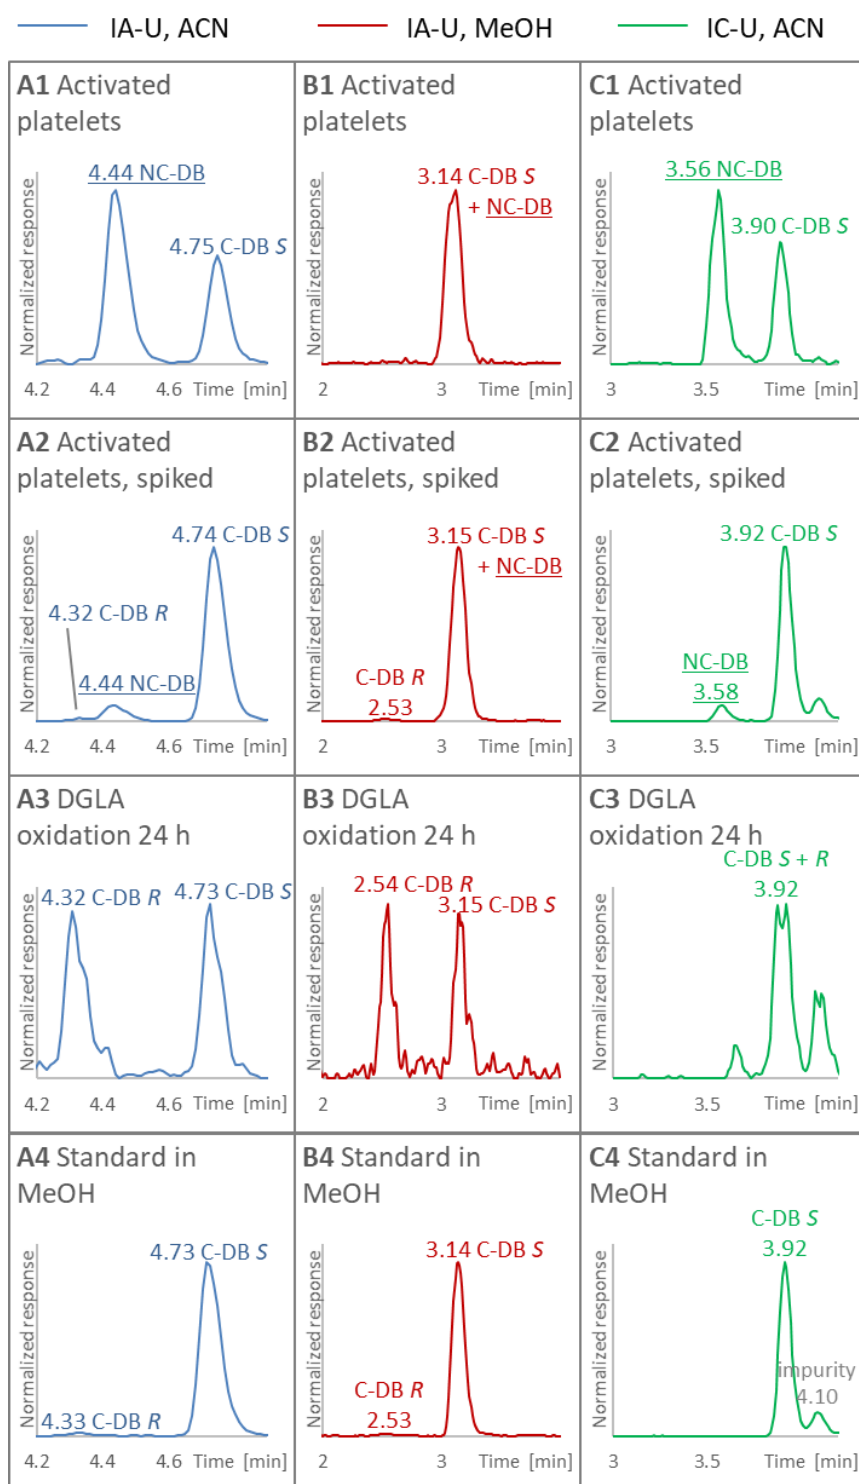 IA-U, ACN
IA-U, MeOH
IC-U, ACN
A1 Activated
platelets
4.44 NC-DB
4.75 C-DB S
Normalized response
4.2
4.4
4.6
Time [min]
B1 Activated
platelets
3.14 C-DB S
+ NC-DB
Normalized response
2
3
Time [min]
C1 Activated
platelets
3.56 NC-DB
3.90 C-DB S
Normalized response
3
3.5
Time [min]
A2 Activated
platelets, spiked
4.74 C-DB S
4.32 C-DB R
4.44 NC-DB
Normalized response
4.2
4.4
4.6
Time [min]
B2 Activated
platelets, spiked
3.15 C-DB S
+ NC-DB
C-DB R
2.53
Normalized response
2
3
Time [min]
C2 Activated
platelets, spiked
3.92 C-DB S
NC-DB
3.58
Normalized response
3
3.5
Time [min]
A3 DGLA
oxidation 24 h
4.32 C-DB R
4.73 C-DB S
Normalized response
4.2
4.4
4.6
Time [min]
B3 DGLA
oxidation 24 h
2.54 C-DB R
3.15 C-DB S
Normalized response
2
3
Time [min]
C3 DGLA
oxidation 24 h
C-DB S + R
3.92
Normalized response
3
3.5
Time [min]
A4 Standard in
MeOH
4.73 C-DB S
4.33 C-DB R
Normalized response
4.2
4.4
4.6
Time [min]
B4 Standard in
MeOH
3.14 C-DB S
C-DB R
2.53
Normalized response
2
3
Time [min]
C4 Standard in
MeOH
C-DB S
3.92
impurity
4.10
Normalized response
3
3.5
Time [min]